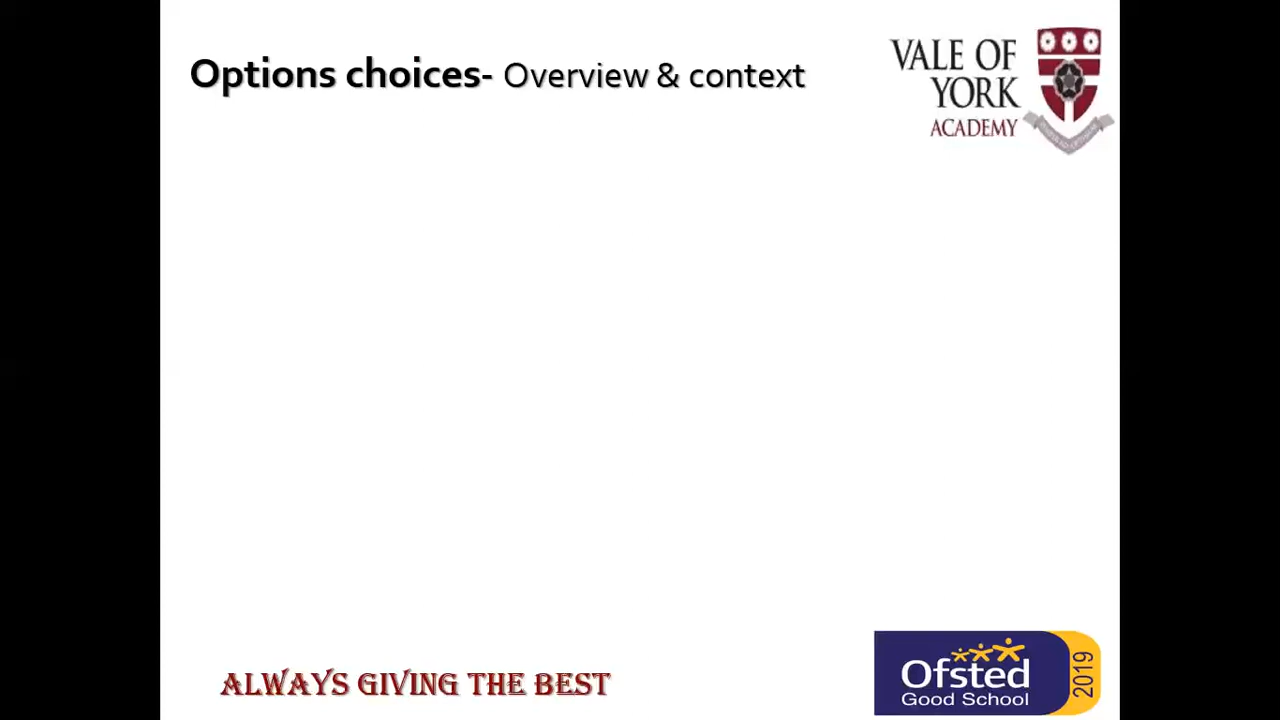 Options choices- Overview & context
VALE OF
YORK
ACADEMY
ALWAYS GIVING THE BEST
Ofsted
Good School
2019